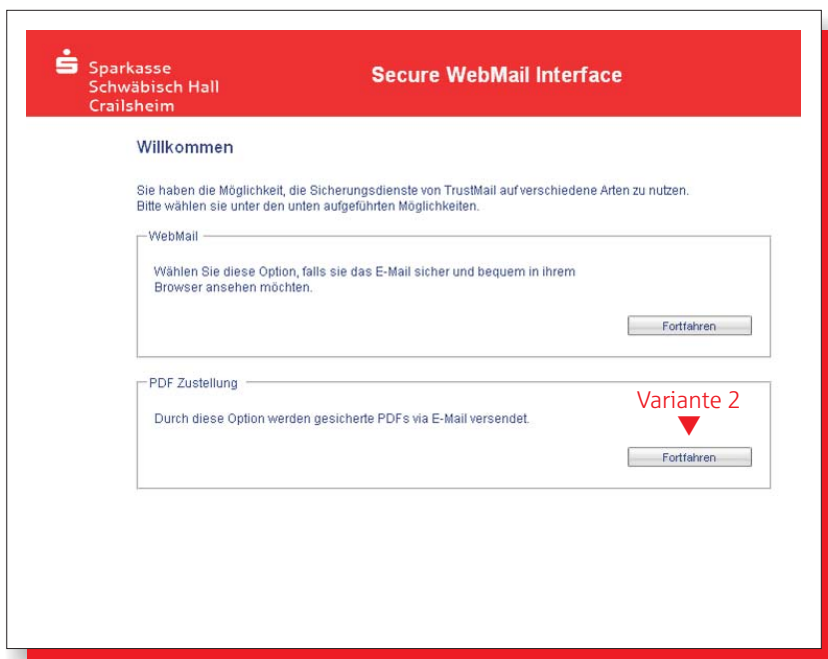 Sparkasse
Schwäbisch Hall
Crailsheim
Secure WebMail Interface
Willkommen
Sie haben die Möglichkeit, die Sicherungsdienste von TrustMail auf verschiedene Arten zu nutzen.
Bitte wählen sie unter den unten aufgeführten Möglichkeiten.
WebMail
Wählen Sie diese Option, falls sie das E-Mail sicher und bequem in ihrem
Browser ansehen möchten.
Fortfahren
PDF Zustellung
Variante 2
Durch diese Option werden gesicherte PDFs via E-Mail versendet.
Fortfahren